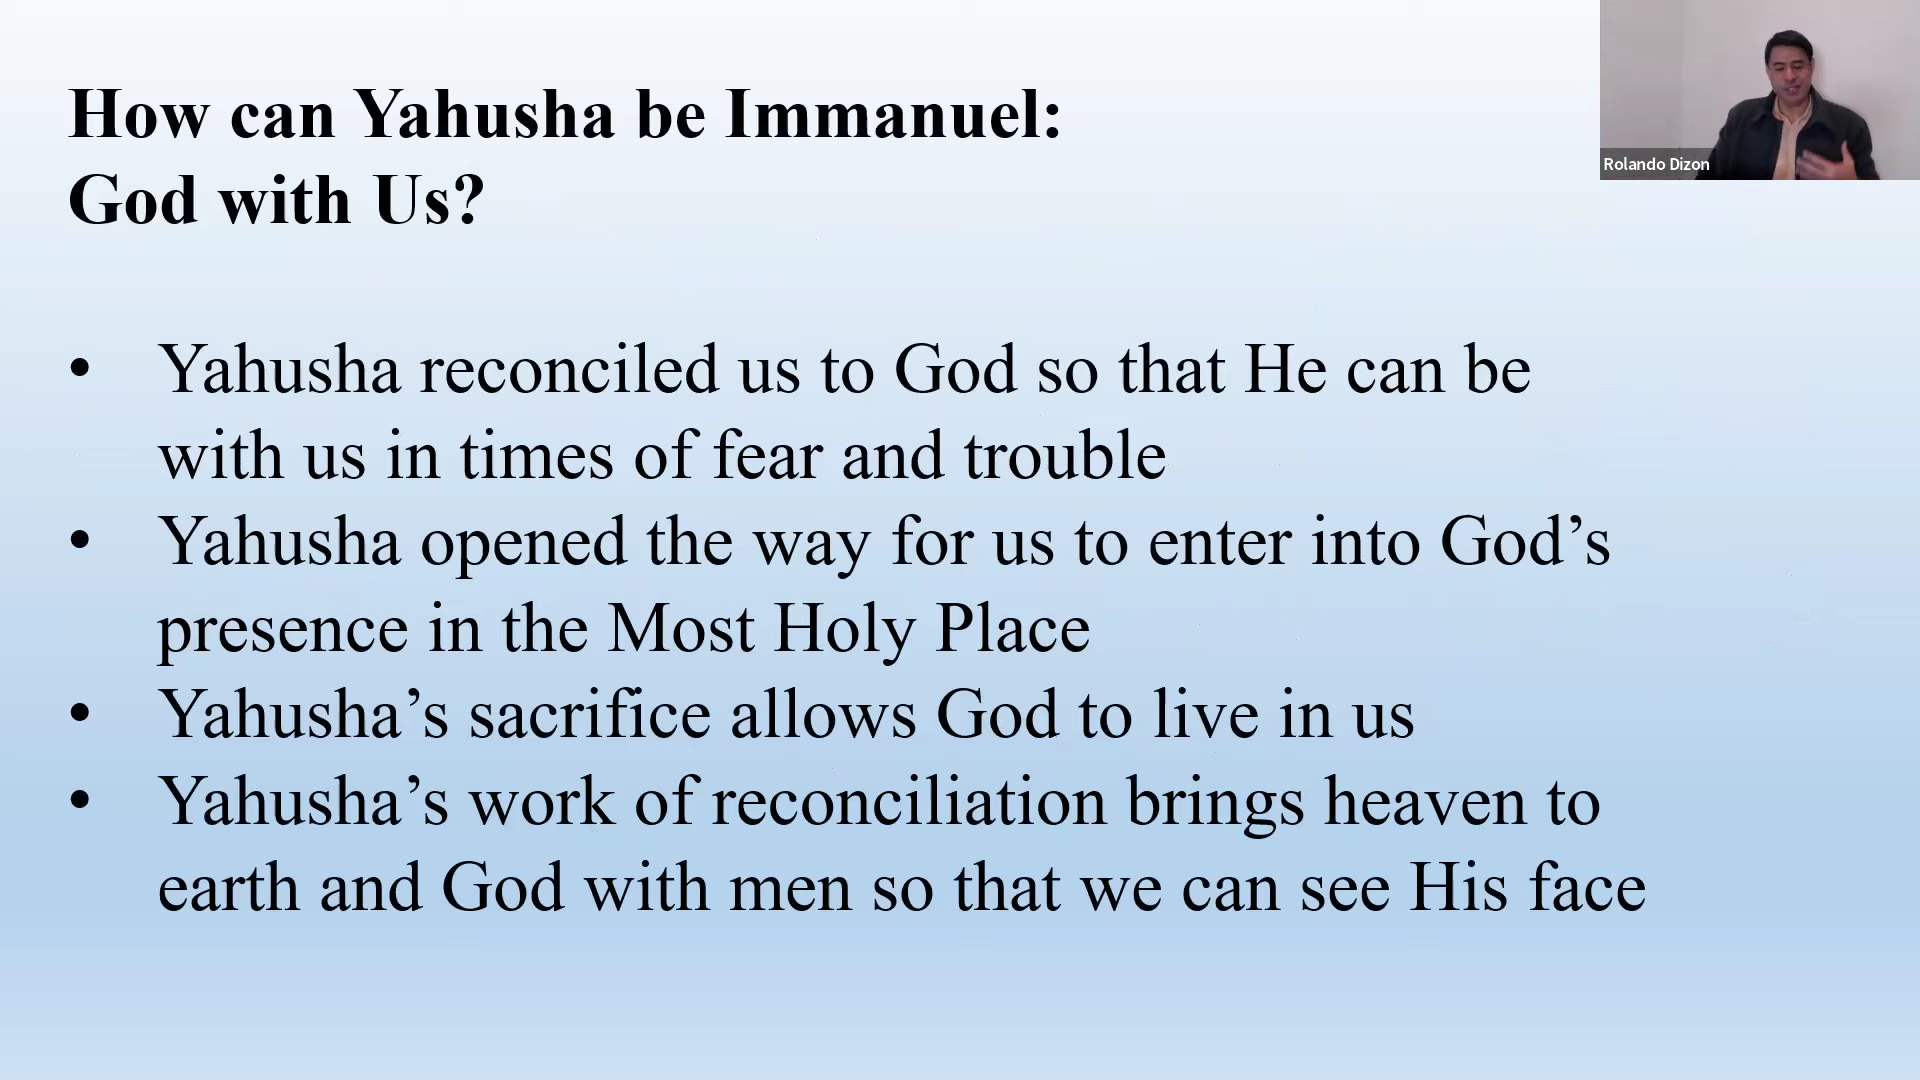 How can Yahusha be Immanuel:
God with Us?
Rolando Dizon
• Yahusha reconciled us to God so that He can be
with us in times of fear and trouble
• Yahusha opened the way for us to enter into God’s
presence in the Most Holy Place
• Yahusha’s sacrifice allows God to live in us
• Yahusha’s work of reconciliation brings heaven to
earth and God with men so that we can see His face